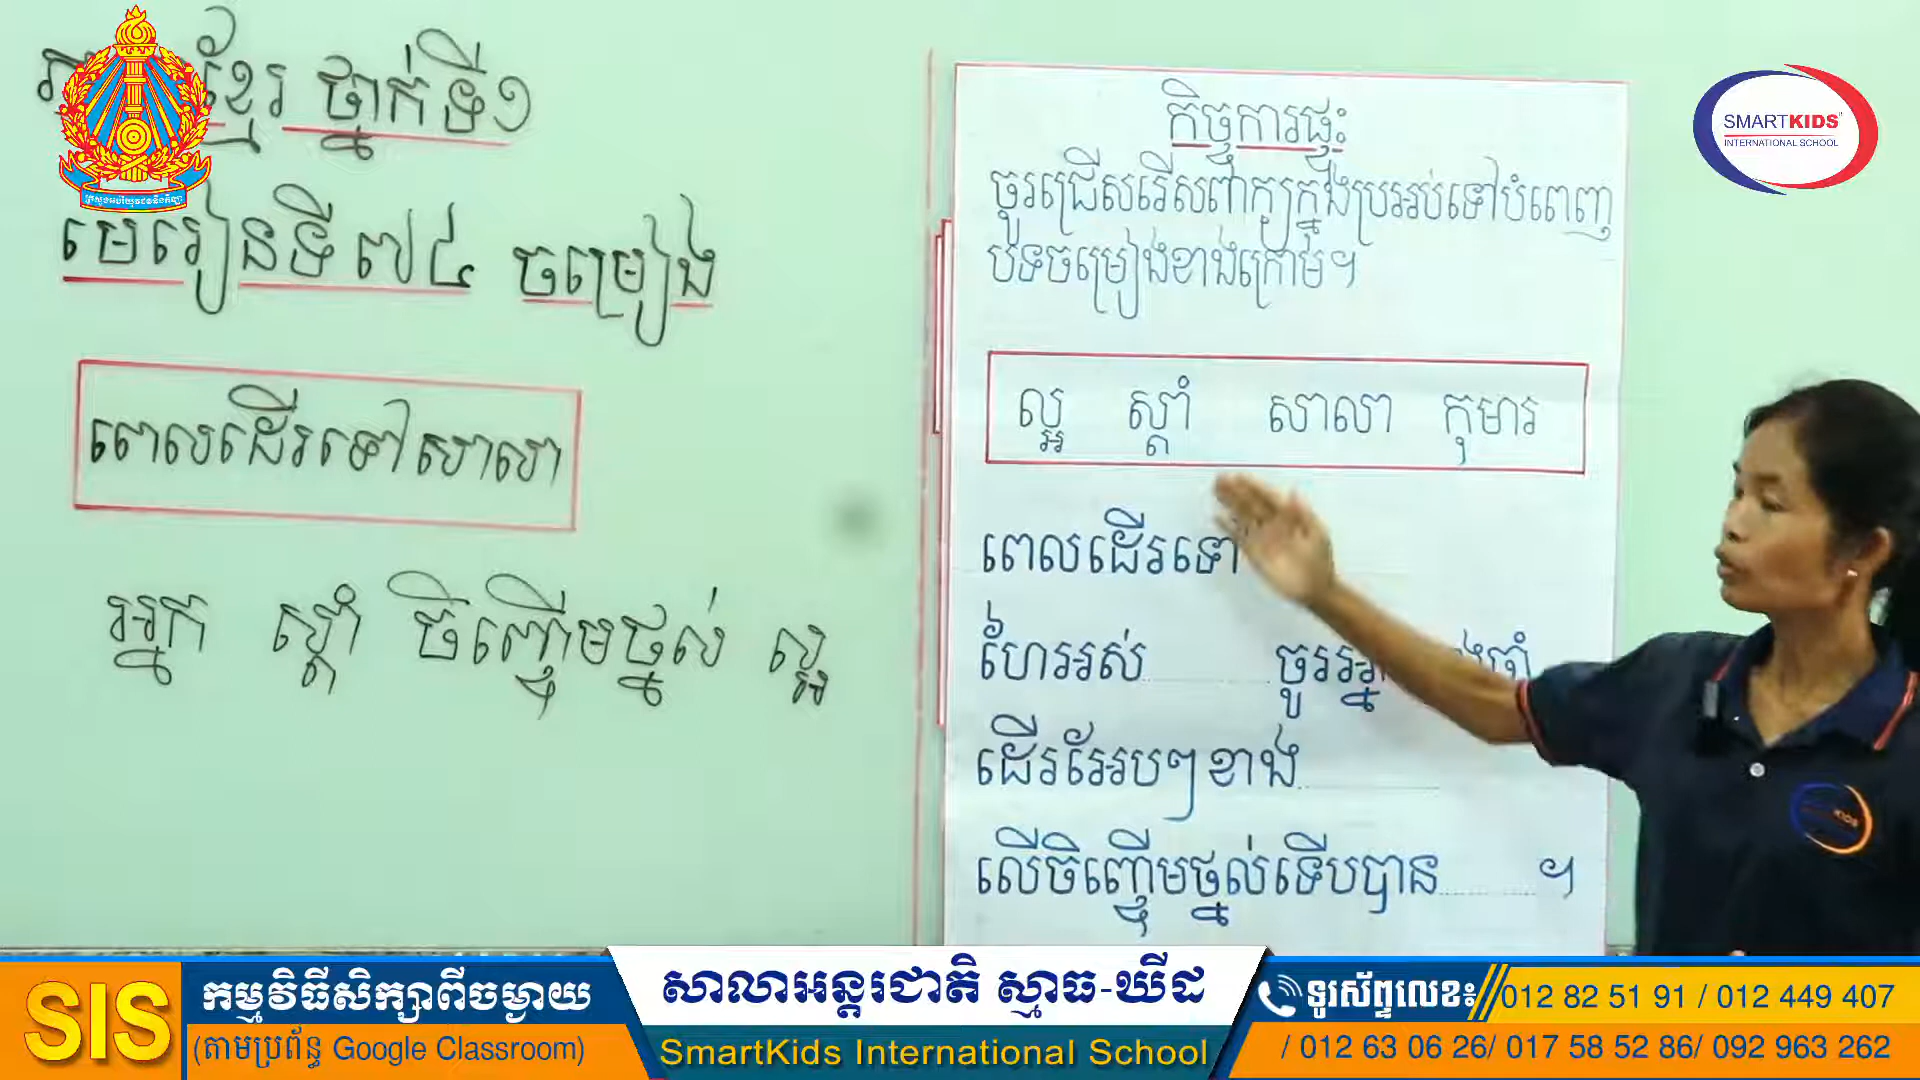 ខ្មែរ ថ្នាក់ទី១
មេរៀនទី ៧៤ ចម្រៀង
ពេលដើរទៅសាលា
អ្នក ស្ដាំ ចិញ្ចើមថ្នល់ ល្អ
កិច្ចការផ្ទះ
ចូរជ្រើសរើសពាក្យក្នុងប្រអប់ទៅបំពេញ
បទចម្រៀងខាងក្រោម។
ល្អ ស្ដាំ សាលា កុមារ
ពេលដើរទៅ
ហែអស់ ចូរអ្នក ចាំ
ដើរអែបៗខាង
លើចិញ្ចើមថ្នល់ទើបបាន ។
SMARTKIDS
INTERNATIONAL SCHOOL
SIS
កម្មវិធីសិក្សាពីចម្ងាយ
(តាមប្រព័ន្ធ Google Classroom)
សាលាអន្តរជាតិ ស្មាធ-ឃីដ
SmartKids International School
ទូរស័ព្ទលេខ៖ 012 82 51 91 / 012 449 407
/ 012 63 06 26/ 017 58 52 86/ 092 963 262